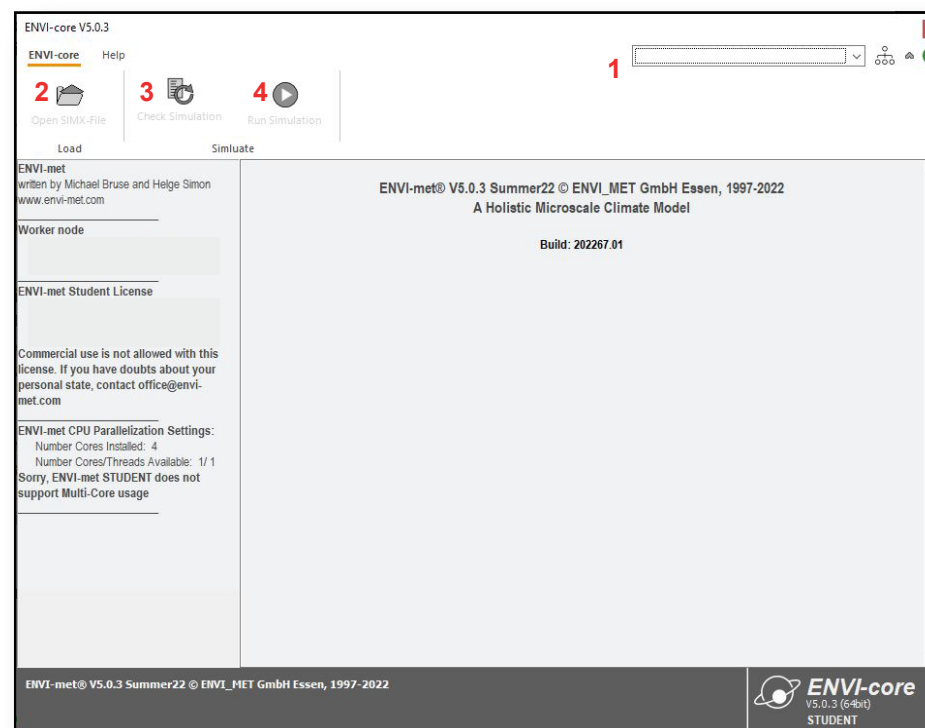 ENVI-core V5.0.3
ENVI-core Help
1
2 3 4
Open SIMX-File Check Simulation Run Simulation
Load Simluate
ENVI-met
written by Michael Bruse and Helge Simon
www.envi-met.com
Worker node
ENVI-met Student License
Commercial use is not allowed with this
license. If you have doubts about your
personal state, contact office@envi-
met.com
ENVI-met CPU Parallelization Settings:
Number Cores Installed: 4
Number Cores/Threads Available: 1/ 1
Sorry, ENVI-met STUDENT does not
support Multi-Core usage
ENVI-met® V5.0.3 Summer22 © ENVI_MET GmbH Essen, 1997-2022
A Holistic Microscale Climate Model
Build: 202267.01
ENVI-met® V5.0.3 Summer22 © ENVI_MET GmbH Essen, 1997-2022
ENVI-core
V5.0.3 (64bit)
STUDENT